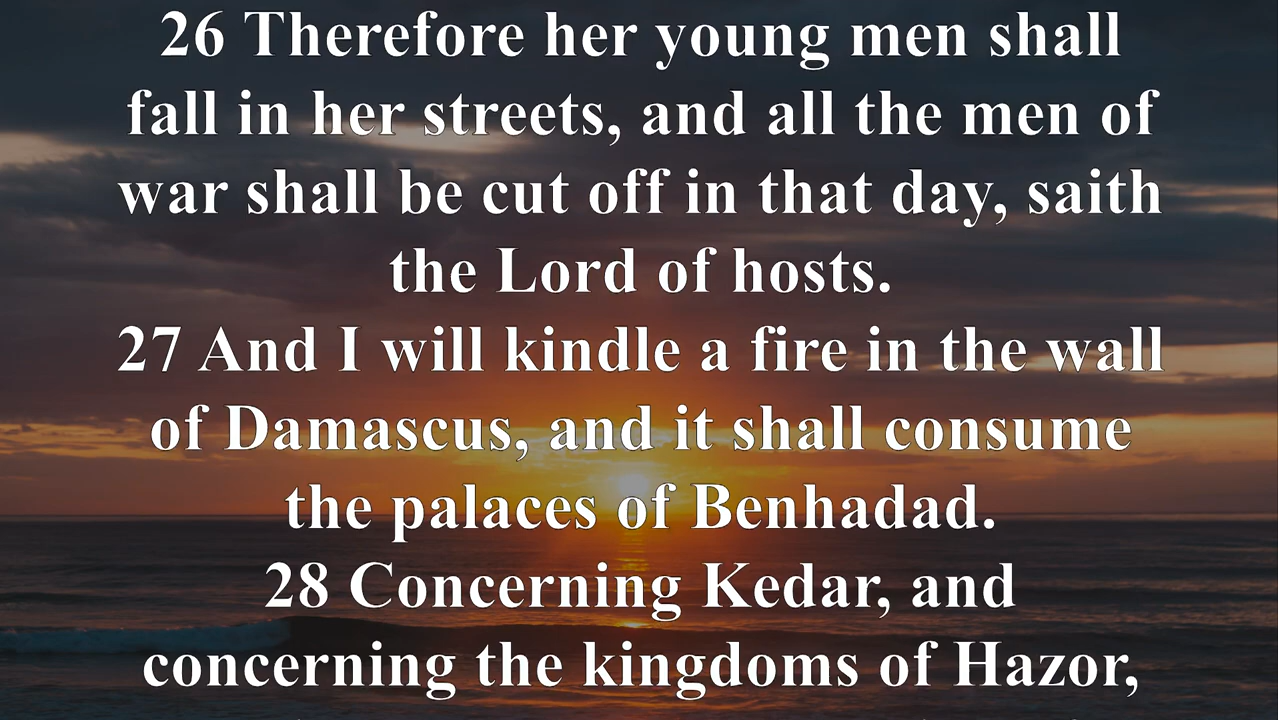 26 Therefore her young men shall
fall in her streets, and all the men of
war shall be cut off in that day, saith
the Lord of hosts.
27 And I will kindle a fire in the wall
of Damascus, and it shall consume
the palaces of Benhadad.
28 Concerning Kedar, and
concerning the kingdoms of Hazor,